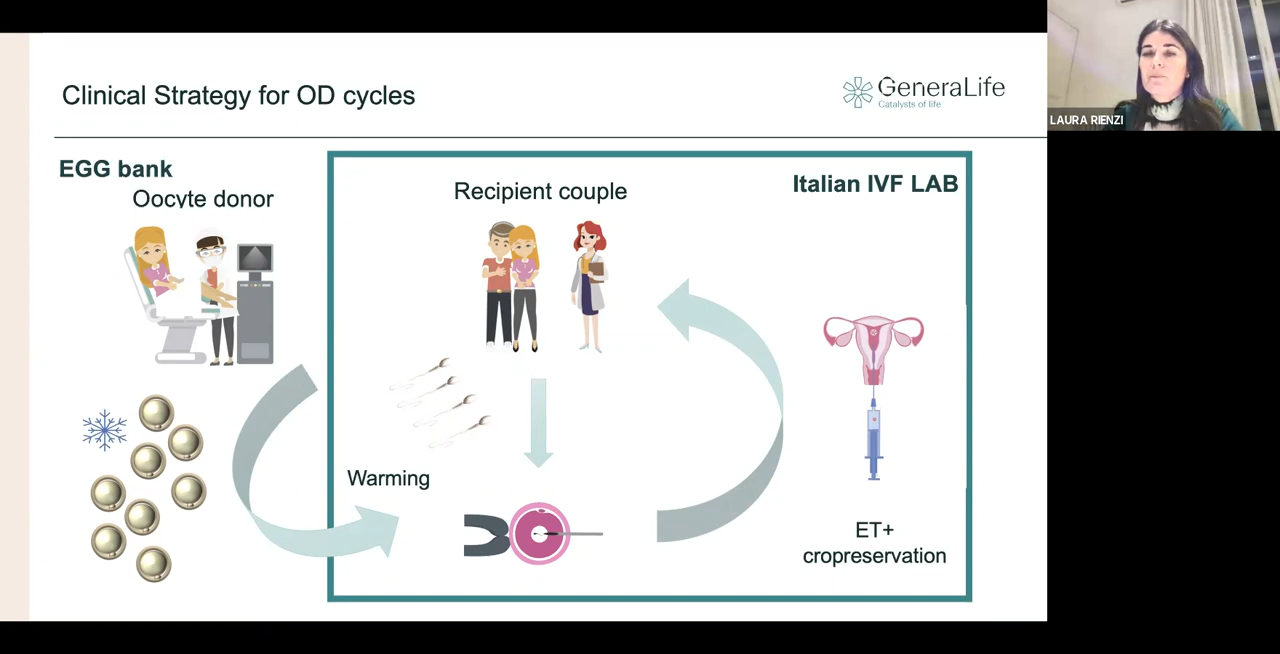 Clinical Strategy for OD cycles
GeneraLife
Catalysts of life
LAURA RIENZI
EGG bank
Oocyte donor
Recipient couple
Italian IVF LAB
Warming
ET+
cropreservation